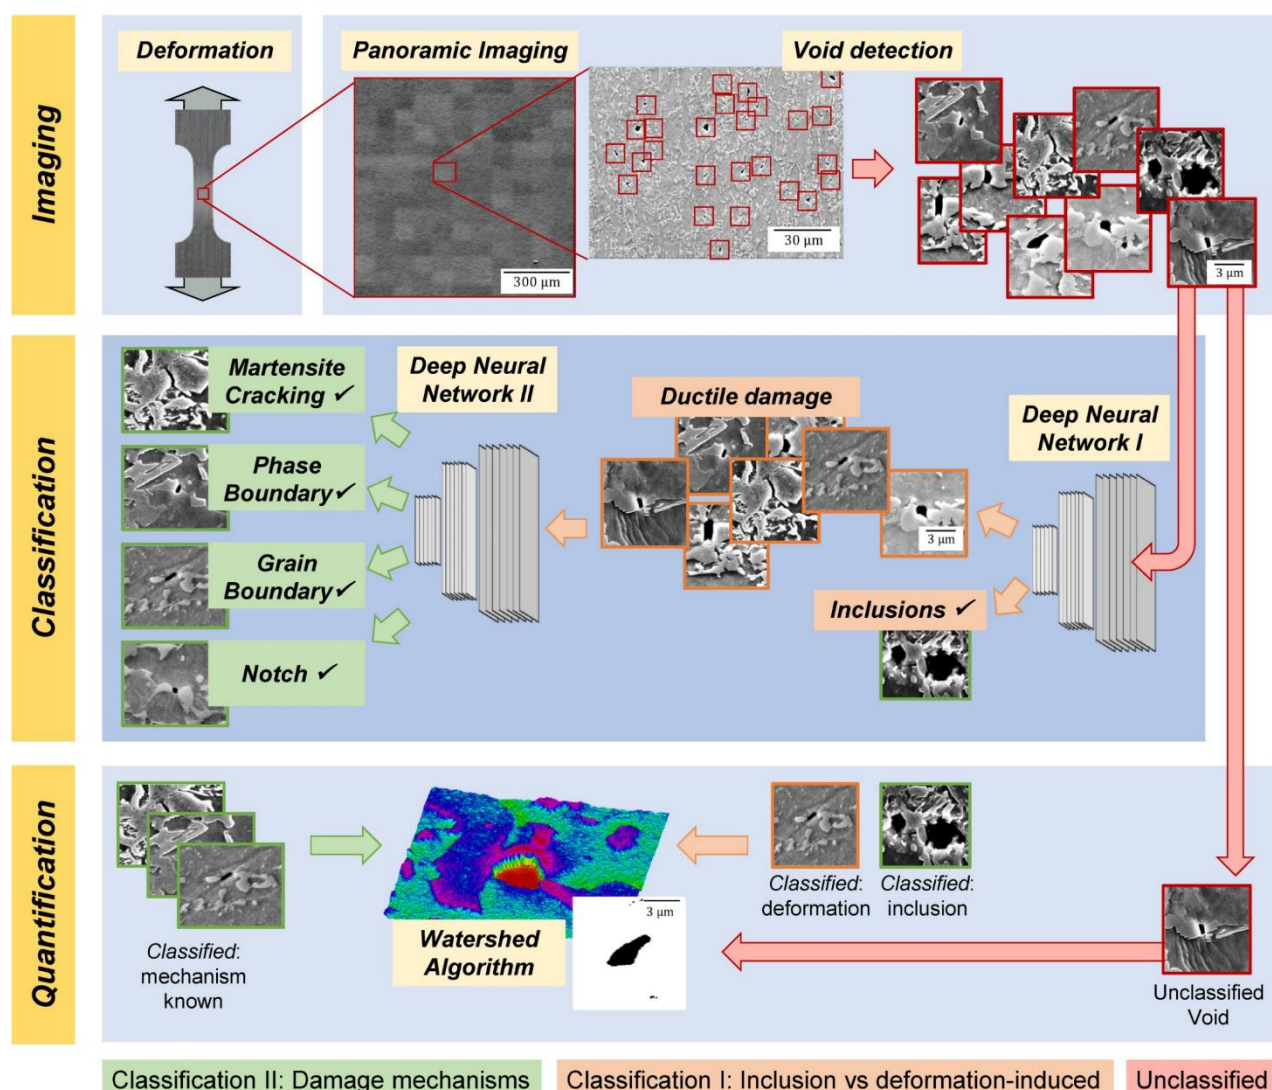 Imaging
Deformation
Panoramic Imaging
Void detection
300 μm
30 μm
3 μm
Classification
Martensite
Cracking ✓
Phase
Boundary ✓
Grain
Boundary ✓
Notch ✓
Deep Neural
Network II
Ductile damage
3 μm
Inclusions ✓
Deep Neural
Network I
Quantification
Classified:
mechanism
known
Watershed
Algorithm
3 μm
Classified:
deformation
Classified:
inclusion
Unclassified
Void
Classification II: Damage mechanisms
Classification I: Inclusion vs deformation-induced
Unclassified